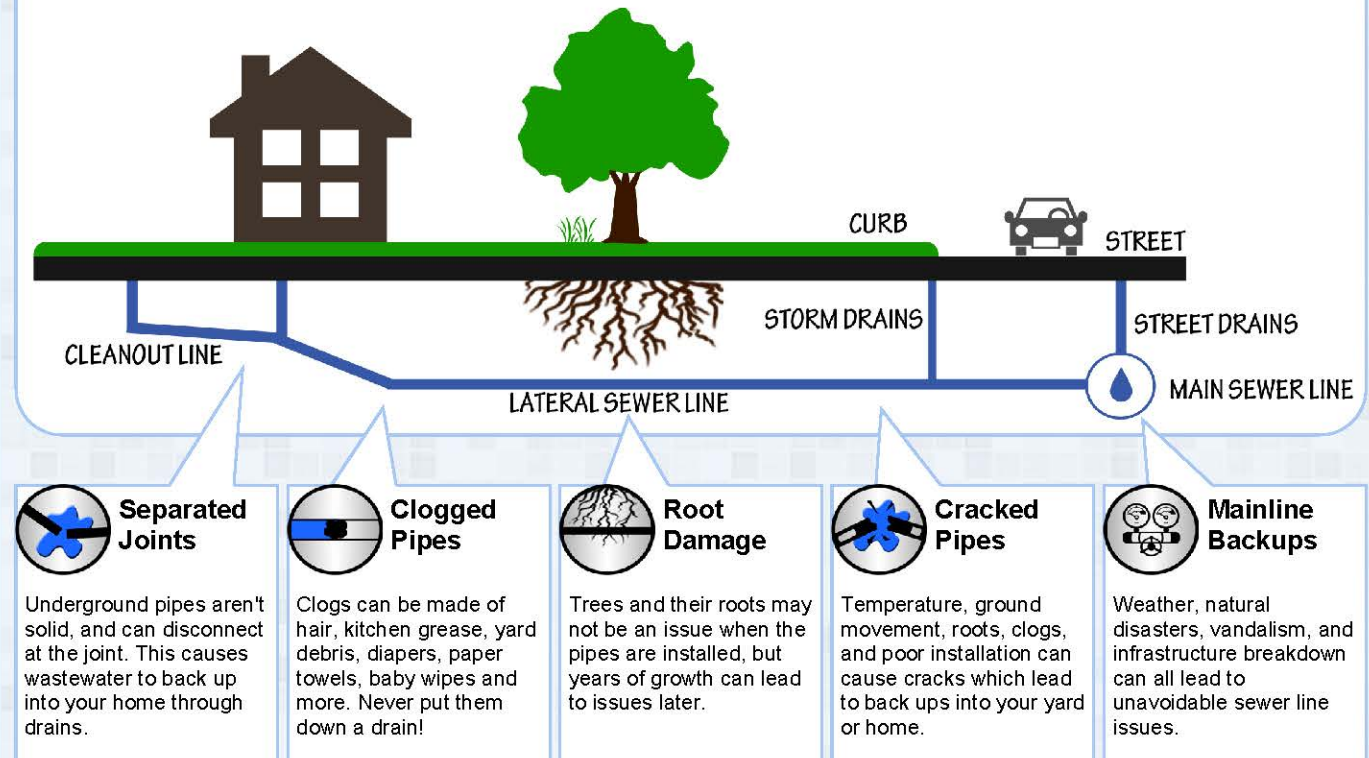 CURB
STREET
STORM DRAINS
STREET DRAINS
CLEANOUT LINE
LATERAL SEWER LINE
MAIN SEWER LINE
Separated
Joints
Underground pipes aren't
solid, and can disconnect
at the joint. This causes
wastewater to back up
into your home through
drains.
Clogged
Pipes
Clogs can be made of
hair, kitchen grease, yard
debris, diapers, paper
towels, baby wipes and
more. Never put them
down a drain!
Root
Damage
Trees and their roots may
not be an issue when the
pipes are installed, but
years of growth can lead
to issues later.
Cracked
Pipes
Temperature, ground
movement, roots, clogs,
and poor installation can
cause cracks which lead
to back ups into your yard
or home.
Mainline
Backups
Weather, natural
disasters, vandalism, and
infrastructure breakdown
can all lead to
unavoidable sewer line
issues.